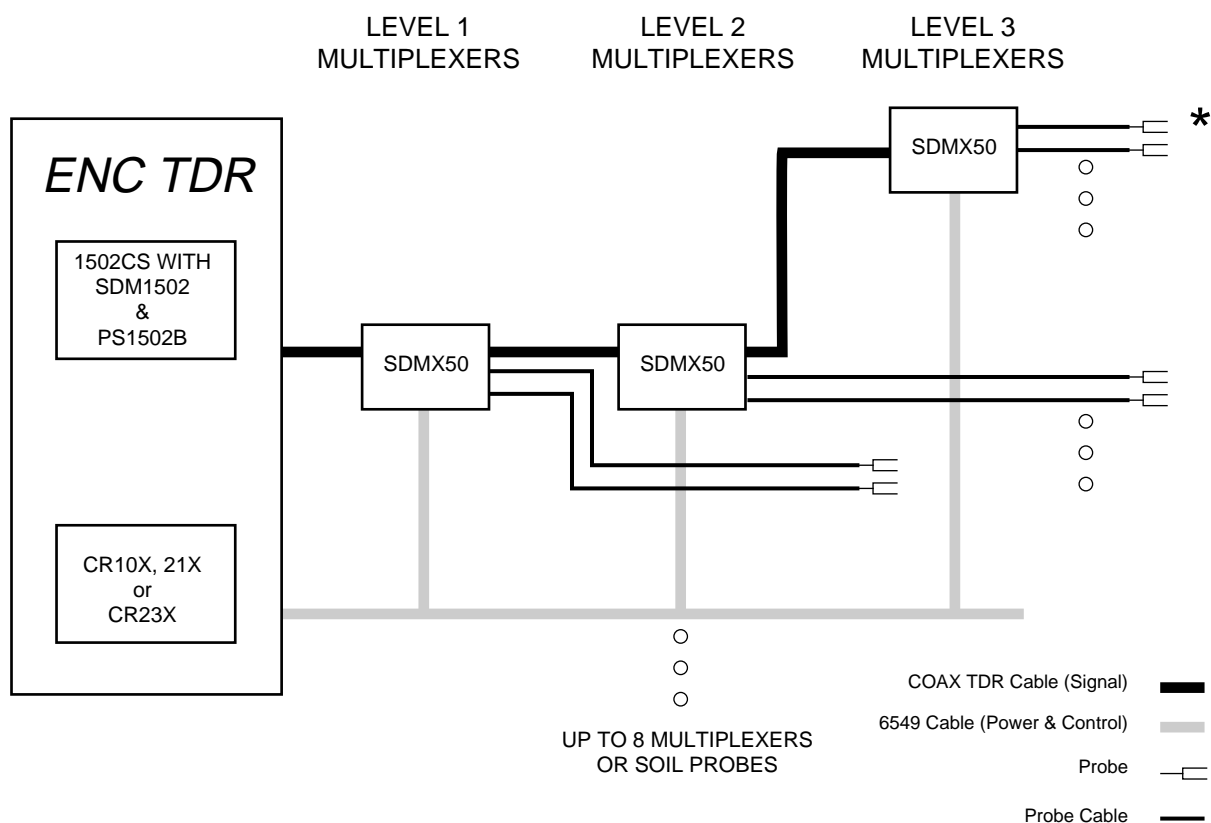 LEVEL 1
MULTIPLEXERS
LEVEL 2
MULTIPLEXERS
LEVEL 3
MULTIPLEXERS
ENC TDR
1502CS WITH
SDM1502
&
PS1502B
CR10X, 21X
or
CR23X
SDMX50
SDMX50
SDMX50
*
UP TO 8 MULTIPLEXERS
OR SOIL PROBES
COAX TDR Cable (Signal)
6549 Cable (Power & Control)
Probe
Probe Cable